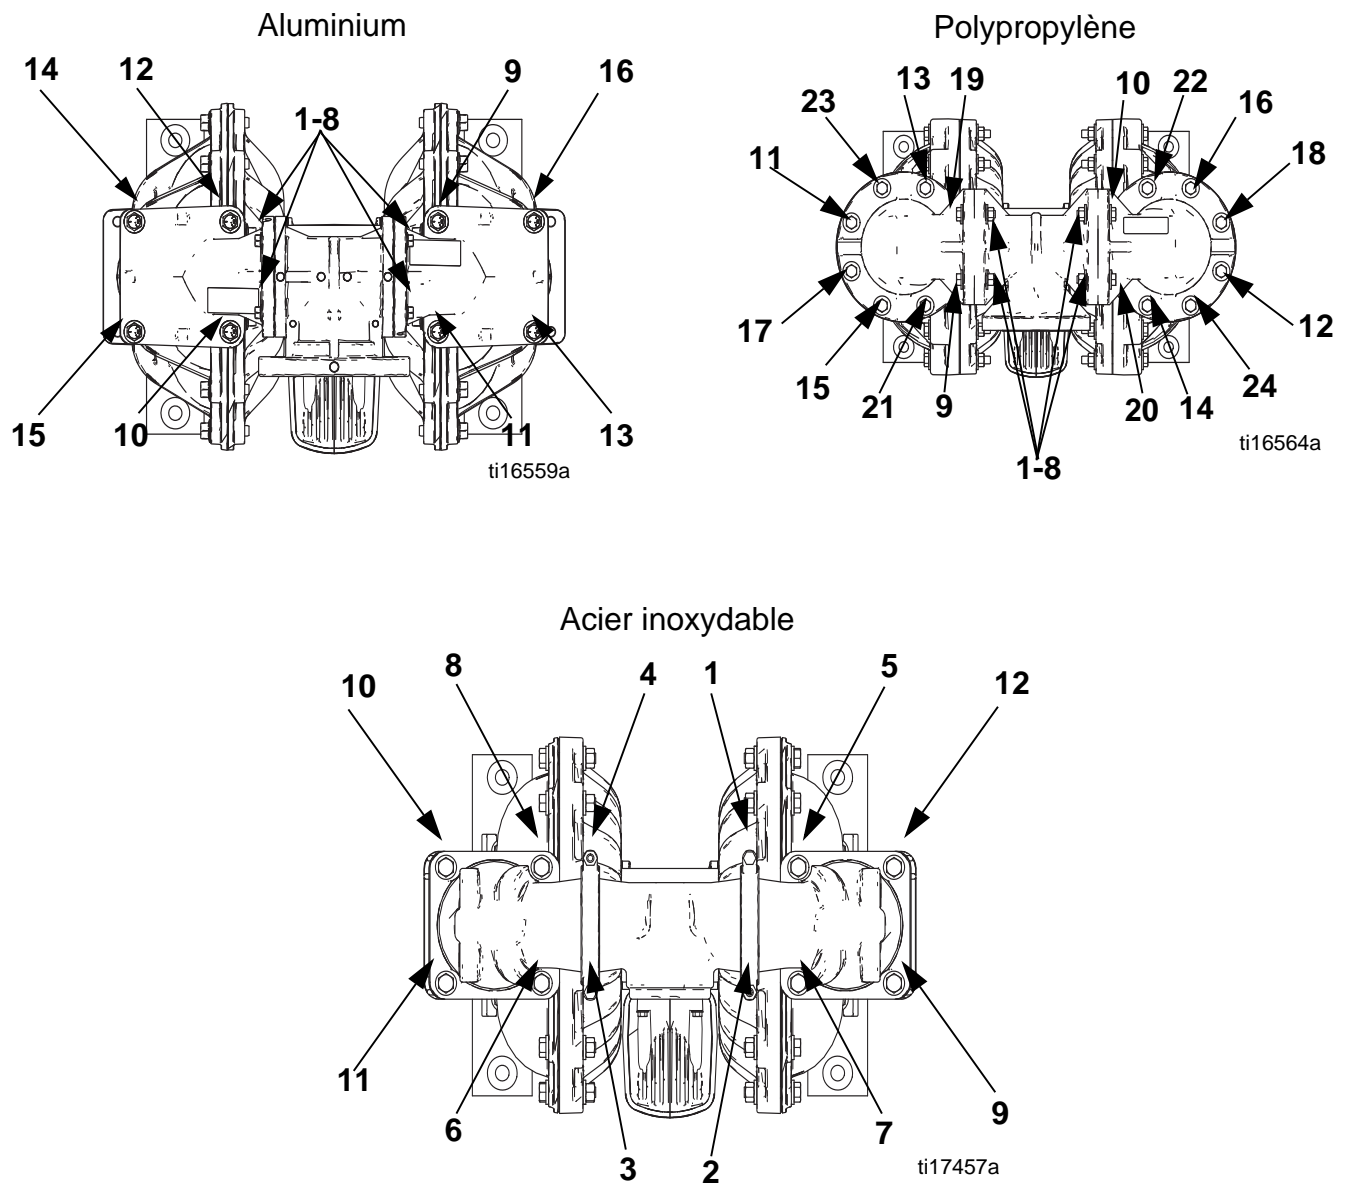 Aluminium
14 12 9 16
1-8
15 10 11 13
ti16559a
Polypropylène
13 19 10 22
23 16
11 18
17 12
15 21 9 20 14 24
1-8
ti16564a
Acier inoxydable
10 8 4 1 5 12
11 6 3 2 7 9
ti17457a